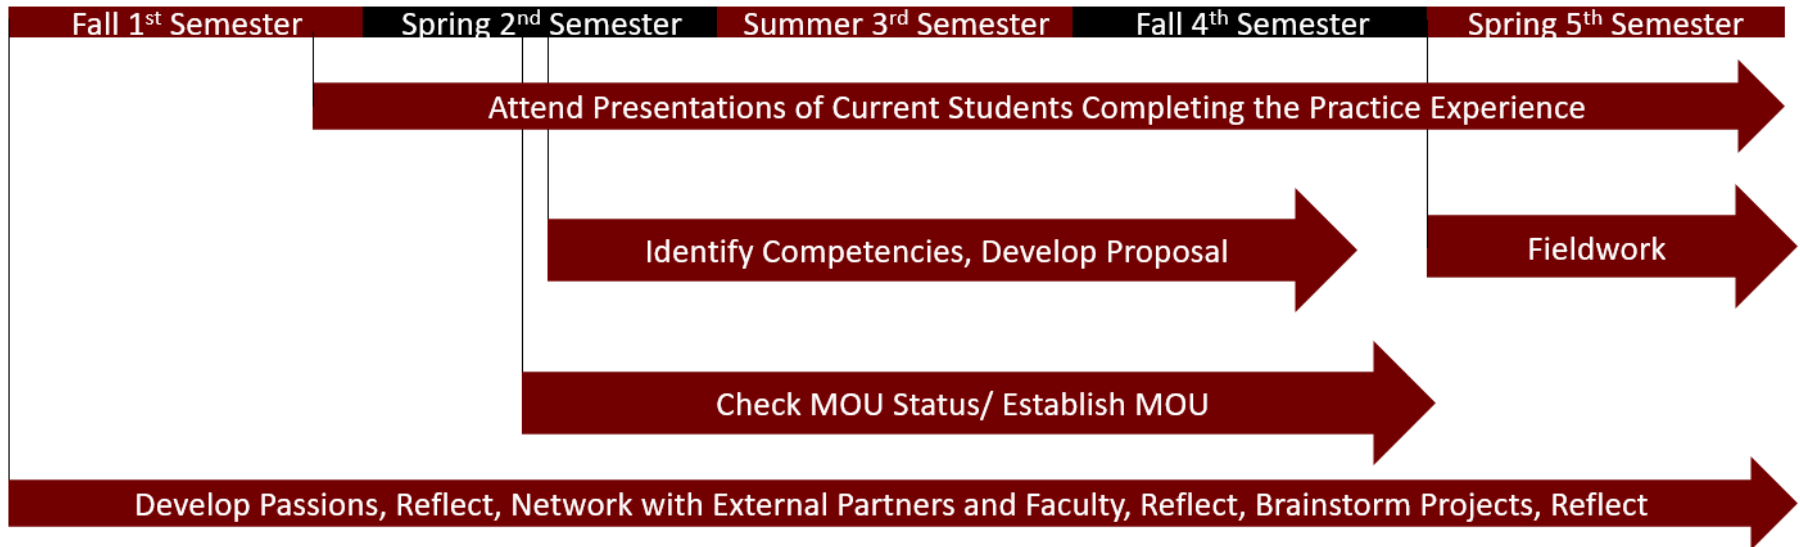 Fall 1st Semester
Spring 2nd Semester
Summer 3rd Semester
Fall 4th Semester
Spring 5th Semester
Attend Presentations of Current Students Completing the Practice Experience
Identify Competencies, Develop Proposal
Fieldwork
Check MOU Status/ Establish MOU
Develop Passions, Reflect, Network with External Partners and Faculty, Reflect, Brainstorm Projects, Reflect